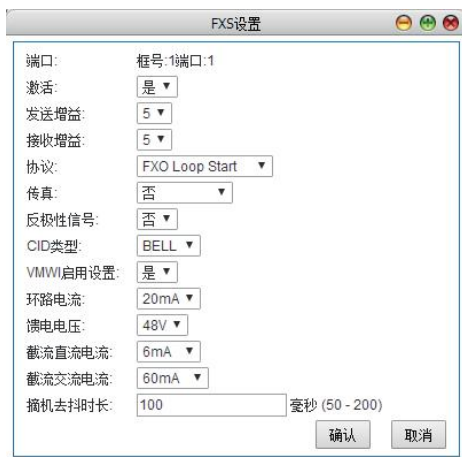 FXS设置
端口: 框号:1端口:1
激活: 是
发送增益: 5
接收增益: 5
协议: FXO Loop Start
传真: 否
反极性信号: 否
CID类型: BELL
VMWI启用设置: 是
环路电流: 20mA
馈电电压: 48V
截流直流电流: 6mA
截流交流电流: 60mA
摘机去抖时长: 100 毫秒 (50 - 200)
确认 取消